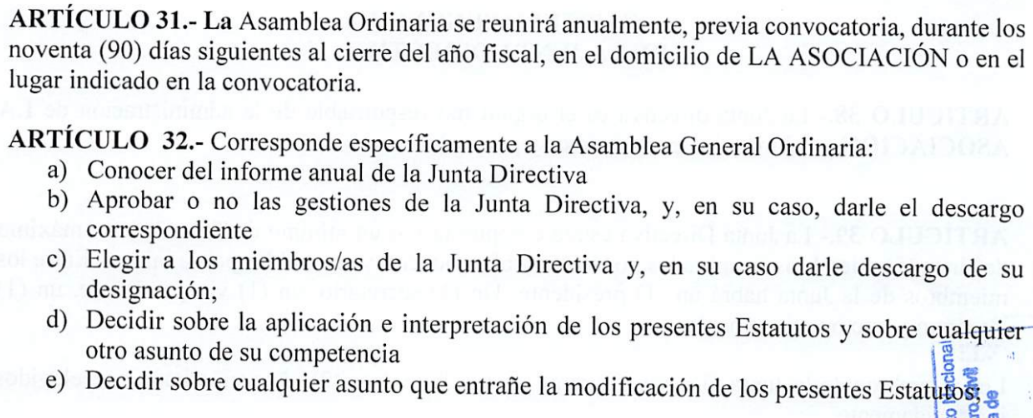 ARTÍCULO 31.- La Asamblea Ordinaria se reunirá anualmente, previa convocatoria, durante los
noventa (90) días siguientes al cierre del año fiscal, en el domicilio de LA ASOCIACIÓN o en el
lugar indicado en la convocatoria.
ARTÍCULO 32.- Corresponde específicamente a la Asamblea General Ordinaria:
a) Conocer del informe anual de la Junta Directiva
b) Aprobar o no las gestiones de la Junta Directiva, y, en su caso, darle el descargo
correspondiente
c) Elegir a los miembros/as de la Junta Directiva y, en su caso darle descargo de su
designación;
d) Decidir sobre la aplicación e interpretación de los presentes Estatutos y sobre cualquier
otro asunto de su competencia
e) Decidir sobre cualquier asunto que entrañe la modificación de los presentes Estatutos;